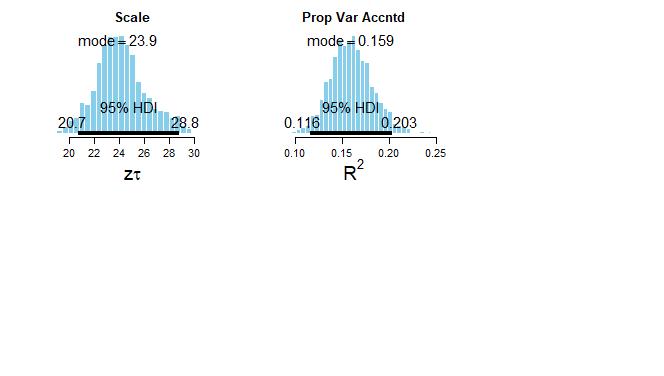 Scale
mode = 23.9
95% HDI
20.7 28.8
20 22 24 26 28 30
zτ
Prop Var Accntd
mode = 0.159
95% HDI
0.116 0.203
0.10 0.15 0.20 0.25
R²